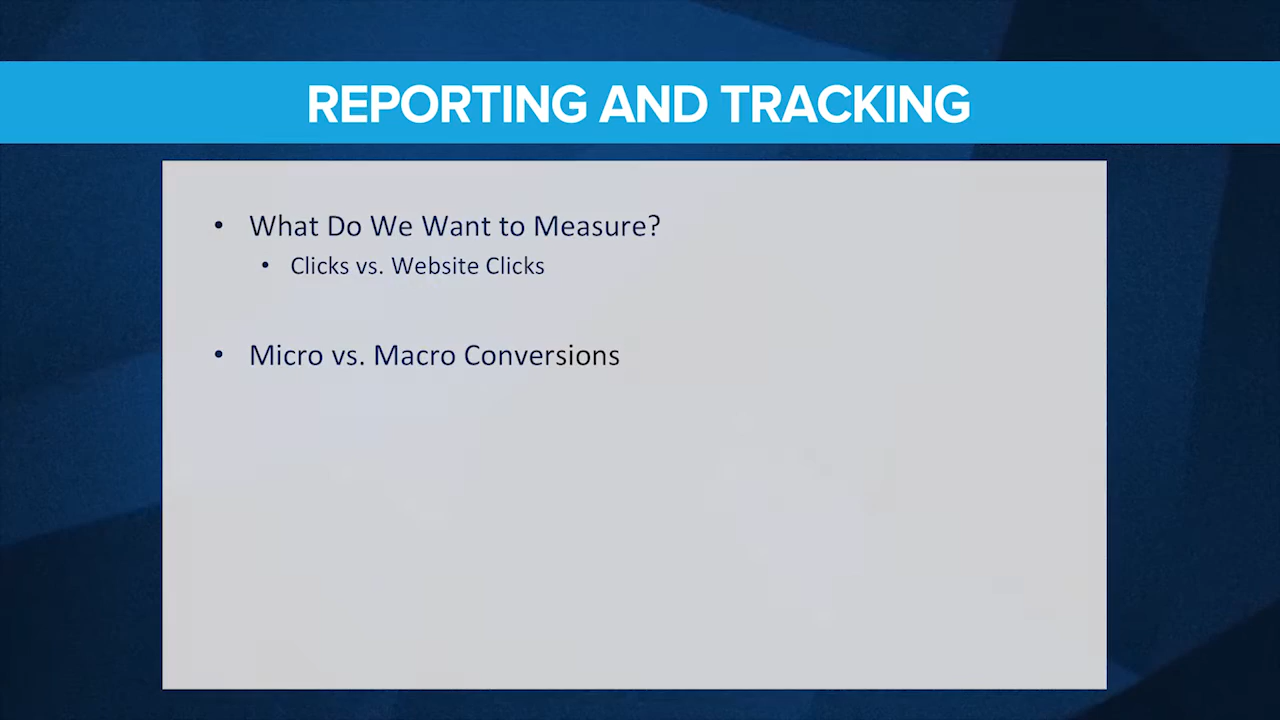 REPORTING AND TRACKING
• What Do We Want to Measure?
• Clicks vs. Website Clicks
• Micro vs. Macro Conversions